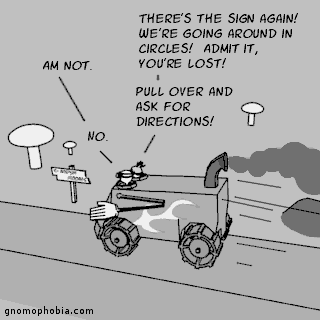 THERE'S THE SIGN AGAIN!
WE'RE GOING AROUND IN
CIRCLES! ADMIT IT,
YOU'RE LOST!
AM NOT.
PULL OVER AND
ASK FOR
DIRECTIONS!
NO.
gnomophobia.com